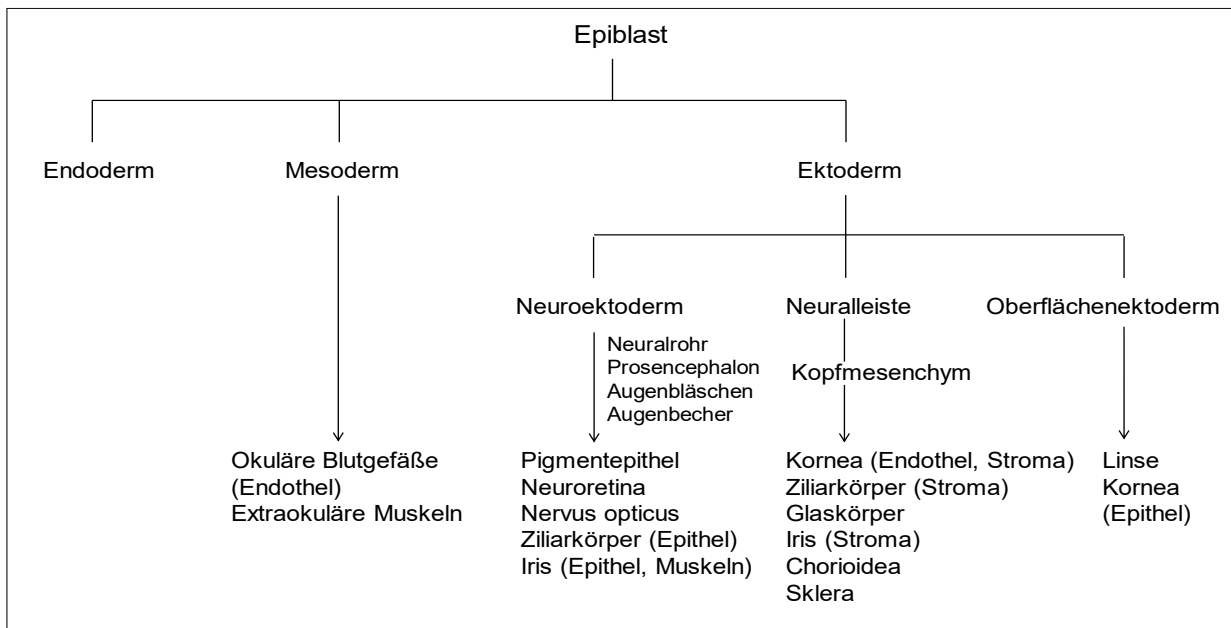 Epiblast
Endoderm
Mesoderm
Ektoderm
Neuroektoderm
Neuralleiste
Oberflächenektoderm
Neuralrohr
Prosencephalon
Augenbläschen
Augenbecher
Kopfmesenchym
Okuläre Blutgefäße
(Endothel)
Extraokuläre Muskeln
Pigmentepithel
Neuroretina
Nervus opticus
Ziliarkörper (Epithel)
Iris (Epithel, Muskeln)
Kornea (Endothel, Stroma)
Ziliarkörper (Stroma)
Glaskörper
Iris (Stroma)
Chorioidea
Sklera
Linse
Kornea
(Epithel)